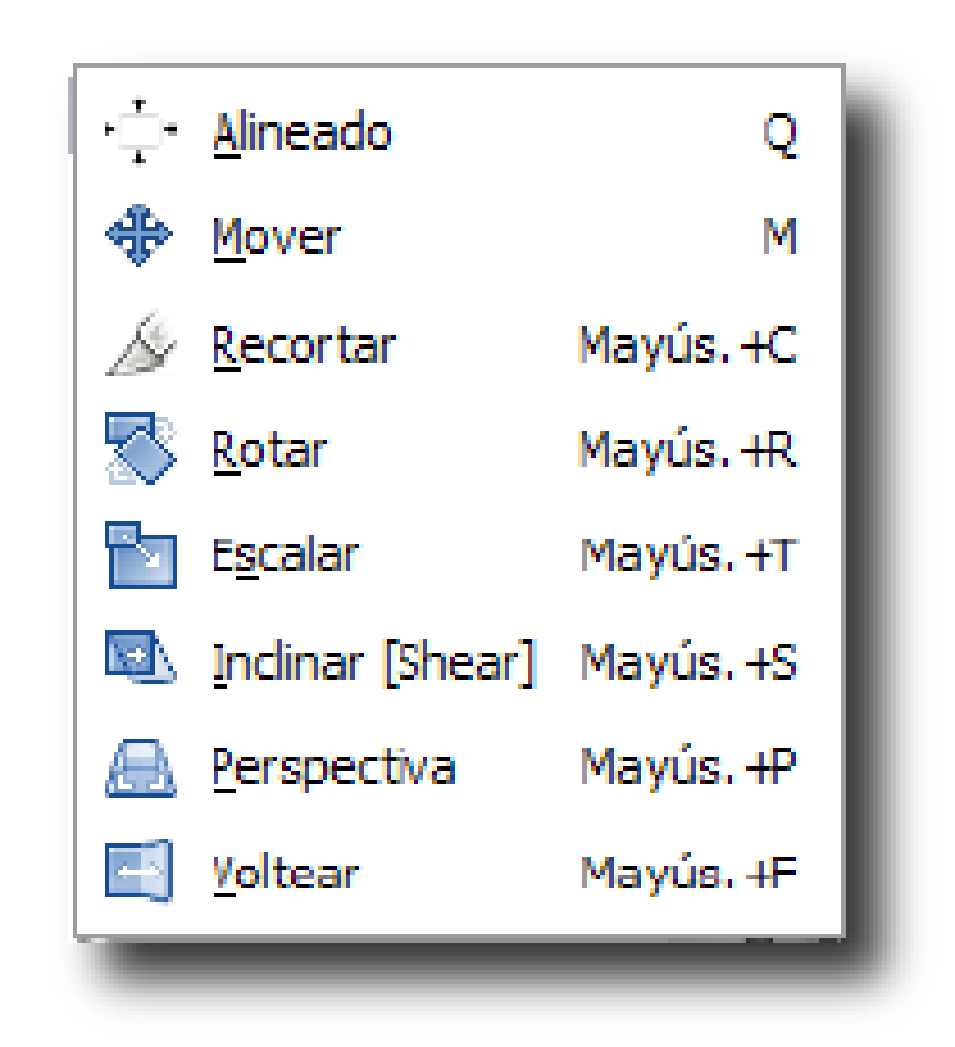 Alineado Q
Mover M
Recortar Mayús.+C
Rotar Mayús.+R
Escalar Mayús.+T
Inclinar [Shear] Mayús.+S
Perspectiva Mayús.+P
Voltear Mayús.+F